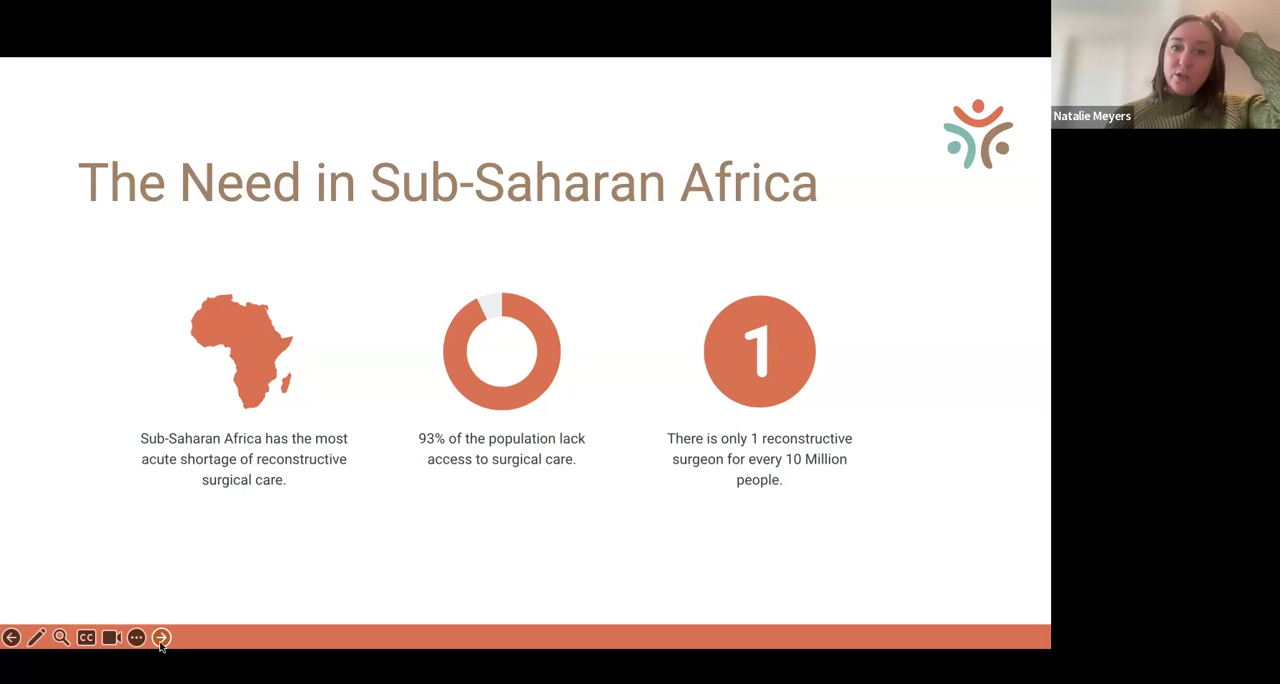 Natalie Meyers
The Need in Sub-Saharan Africa
1
Sub-Saharan Africa has the most
acute shortage of reconstructive
surgical care.
93% of the population lack
access to surgical care.
There is only 1 reconstructive
surgeon for every 10 Million
people.
CC